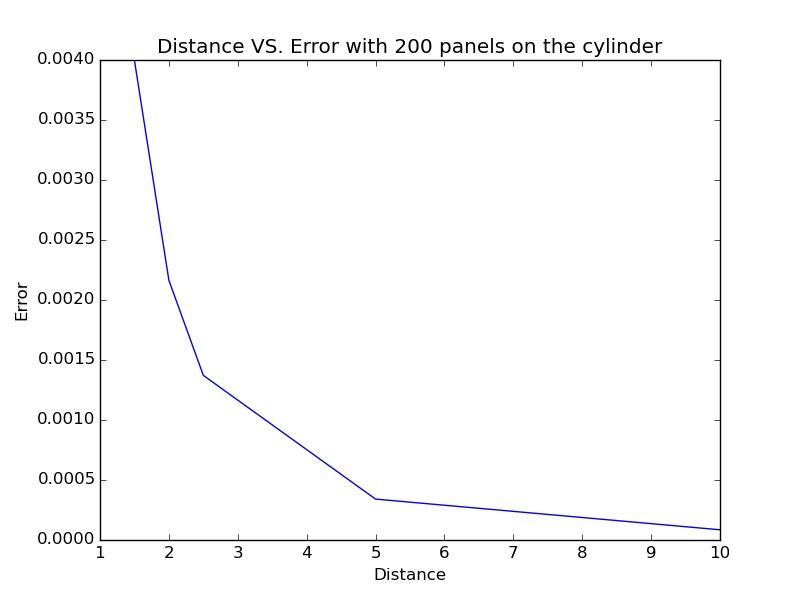 Distance VS. Error with 200 panels on the cylinder
0.0040
0.0035
0.0030
0.0025
0.0020
0.0015
0.0010
0.0005
0.0000
Error
1 2 3 4 5 6 7 8 9 10
Distance